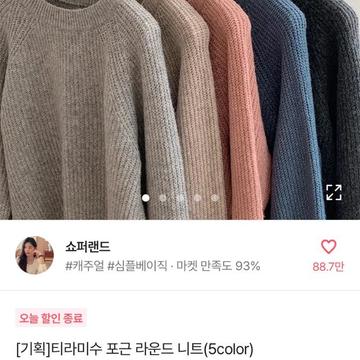 쇼퍼랜드
#캐주얼 #심플베이직 · 마켓 만족도 93%
88.7만
오늘 할인 종료
[기획]티라미수 포근 라운드 니트(5color)